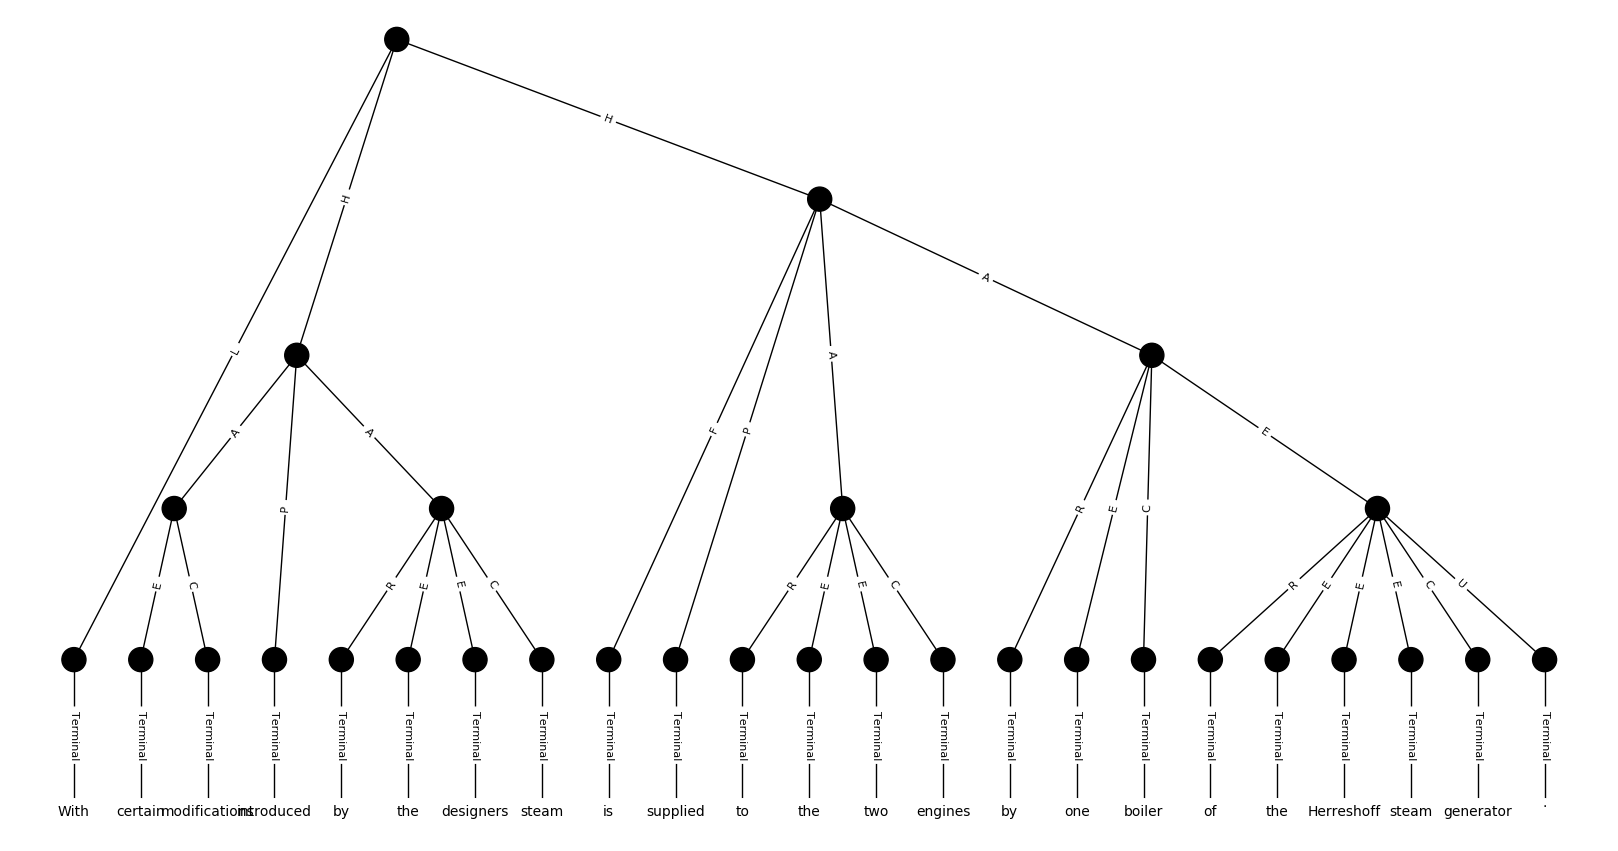 H
H
A
L
A
F
P
A
A
E
P
R
E
C
E
C
R
E
E
C
R
E
E
C
R
E
E
E
C
U
Terminal Terminal Terminal Terminal Terminal Terminal Terminal Terminal Terminal Terminal Terminal Terminal Terminal Terminal Terminal Terminal Terminal Terminal Terminal Terminal Terminal Terminal Terminal
With certain modifications introduced by the designers steam is supplied to the two engines by one boiler of the Herreshoff steam generator .